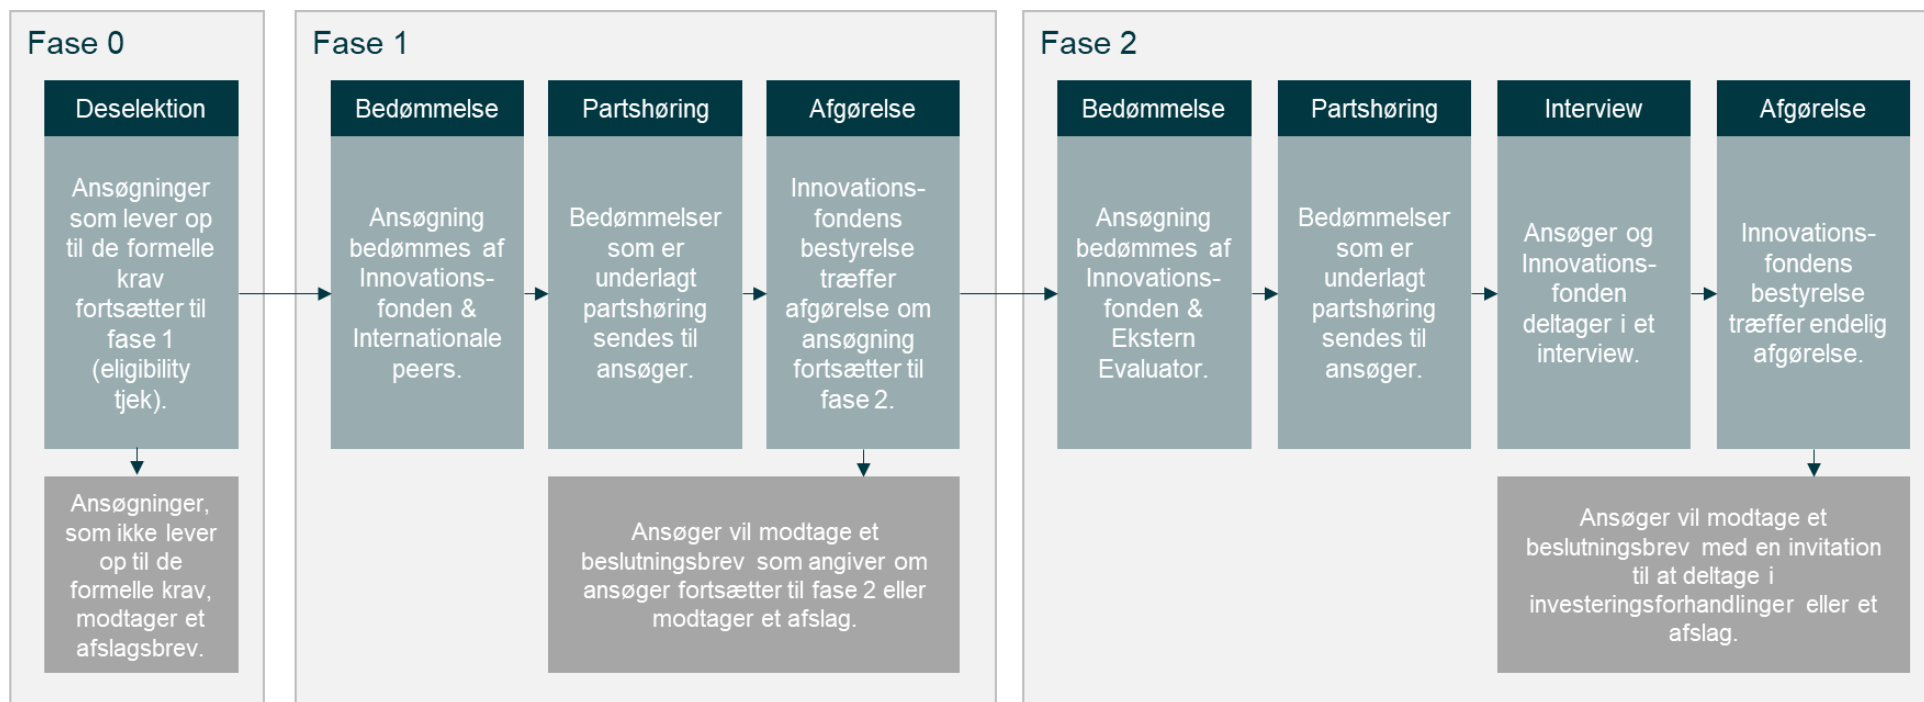 Fase 0
Deselektion
Ansøgninger
som lever op
til de formelle
krav
fortsætter til
fase 1
(eligibility
tjek).
Ansøgninger,
som ikke lever
op til de
formelle krav,
modtager et
afslagsbrev.
Fase 1
Bedømmelse
Ansøgning
bedømmes af
Innovations-
fonden &
Internationale
peers.
Partshøring
Bedømmelser
som er
underlagt
partshøring
sendes til
ansøger.
Afgørelse
Innovations-
fondens
bestyrelse
træffer
afgørelse om
ansøgning
fortsætter til
fase 2.
Ansøger vil modtage et
beslutningsbrev som angiver om
ansøger fortsætter til fase 2 eller
modtager et afslag.
Fase 2
Bedømmelse
Ansøgning
bedømmes af
Innovations-
fonden &
Ekstern
Evaluator.
Partshøring
Bedømmelser
som er
underlagt
partshøring
sendes til
ansøger.
Interview
Ansøger og
Innovations-
fonden
deltager i et
interview.
Afgørelse
Innovations-
fondens
bestyrelse
træffer endelig
afgørelse.
Ansøger vil modtage et
beslutningsbrev med en invitation
til at deltage i
investeringsforhandlinger eller et
afslag.